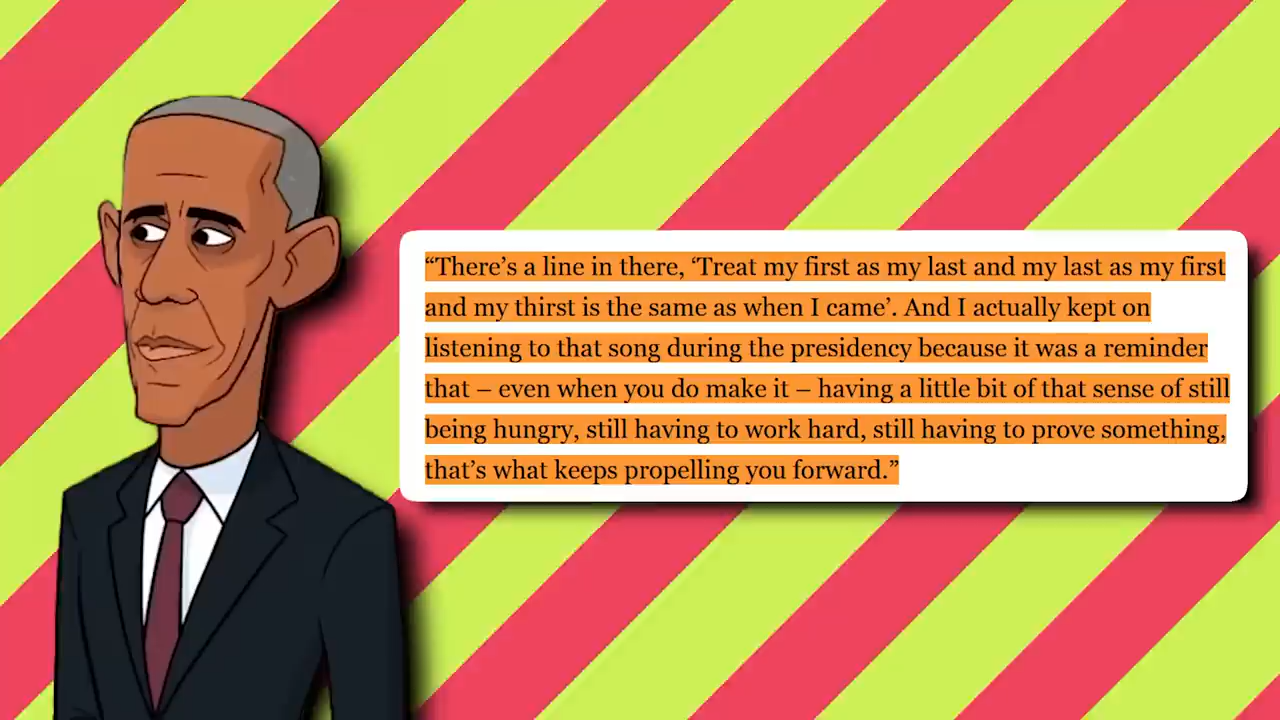 “There’s a line in there, ‘Treat my first as my last and my last as my first
and my thirst is the same as when I came’. And I actually kept on
listening to that song during the presidency because it was a reminder
that – even when you do make it – having a little bit of that sense of still
being hungry, still having to work hard, still having to prove something,
that’s what keeps propelling you forward.”